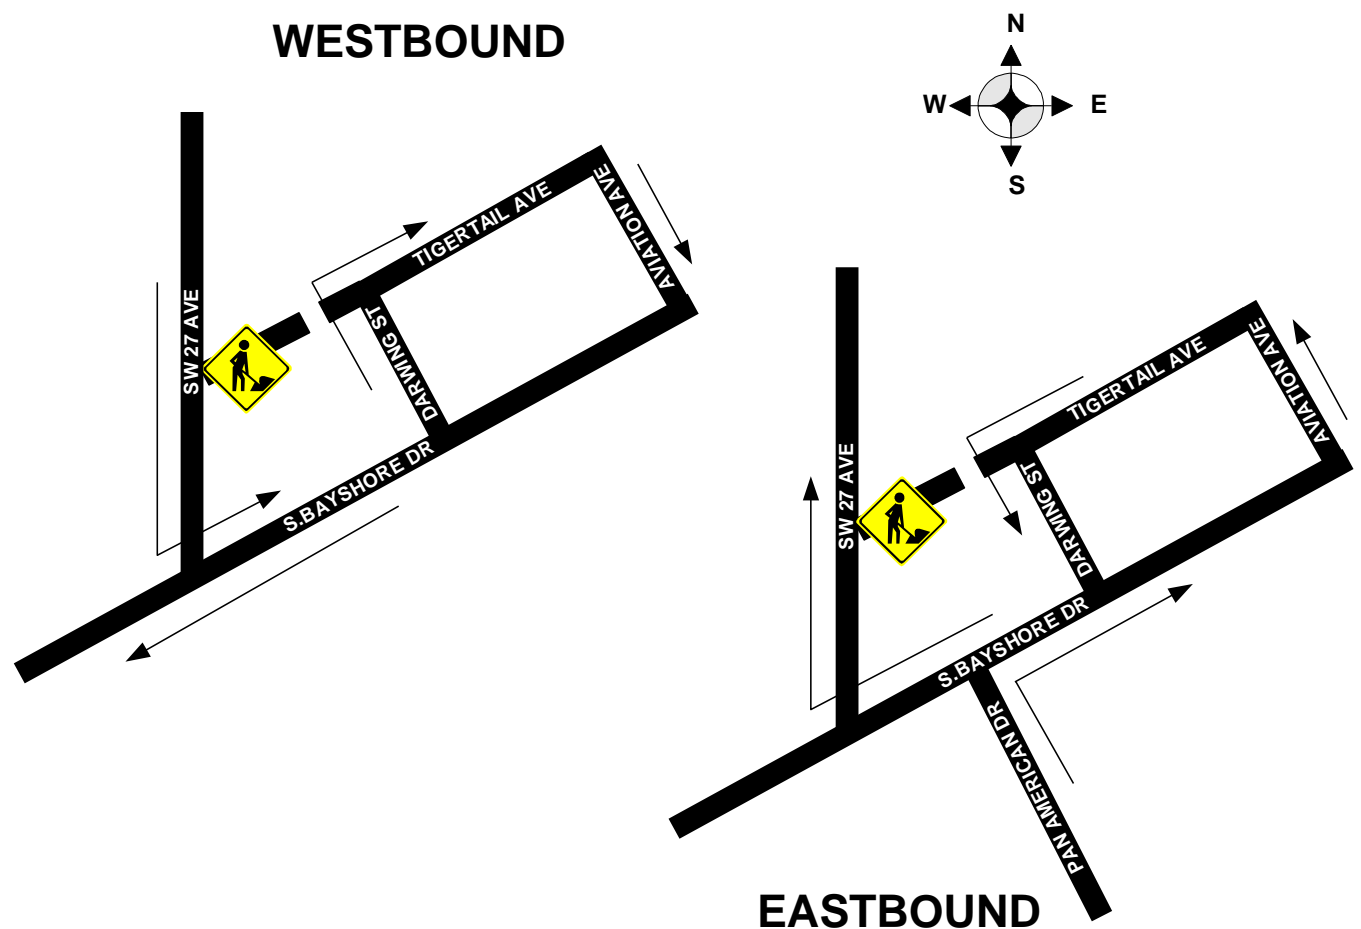 WESTBOUND
N
W
E
S
TIGERTAIL AVE
AVIATION AVE
SW 27 AVE
DARWING ST
S.BAYSHORE DR
TIGERTAIL AVE
AVIATION AVE
SW 27 AVE
DARWING ST
S.BAYSHORE DR
PAN AMERICAN DR
EASTBOUND